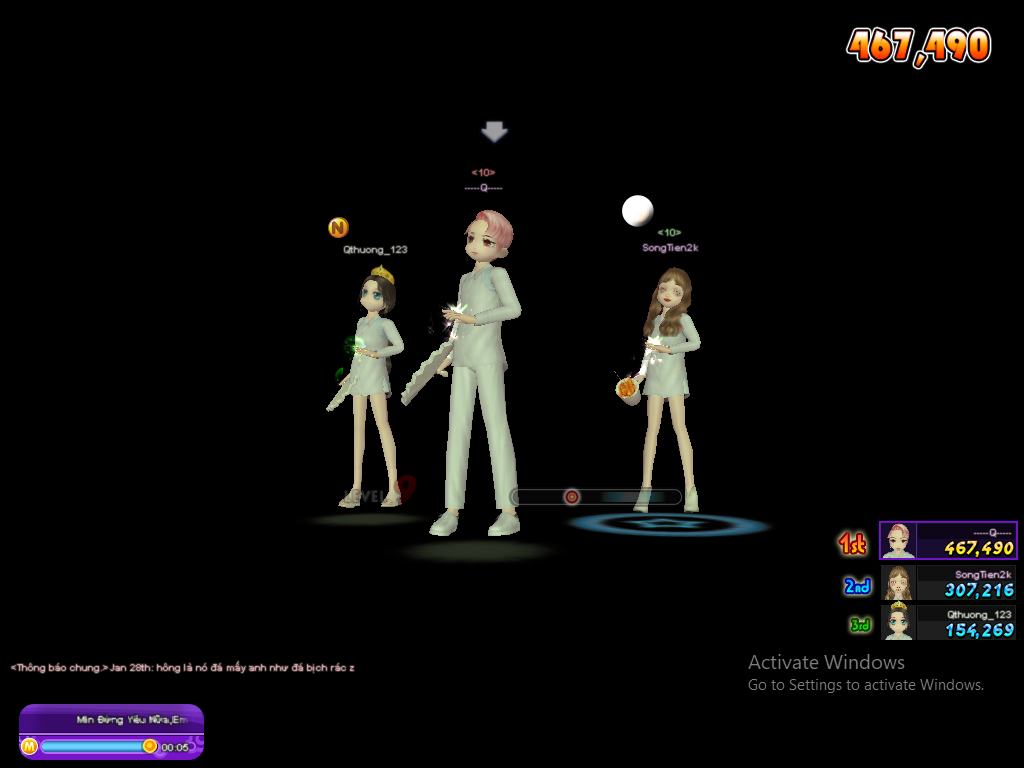 467,490
<10>
-----Q-----
N
Qthuong_123
<10>
SongTien2k
LEVEL 9
1st
-----Q-----
467,490
2nd
SongTien2k
307,216
3rd
Qthuong_123
154,269
<Thông báo chung.> Jan 28th: hông là nó đá mấy anh như đá bịch rác z
Activate Windows
Go to Settings to activate Windows.
Mín Đừng Yêu Nữa,Em
M
00:05